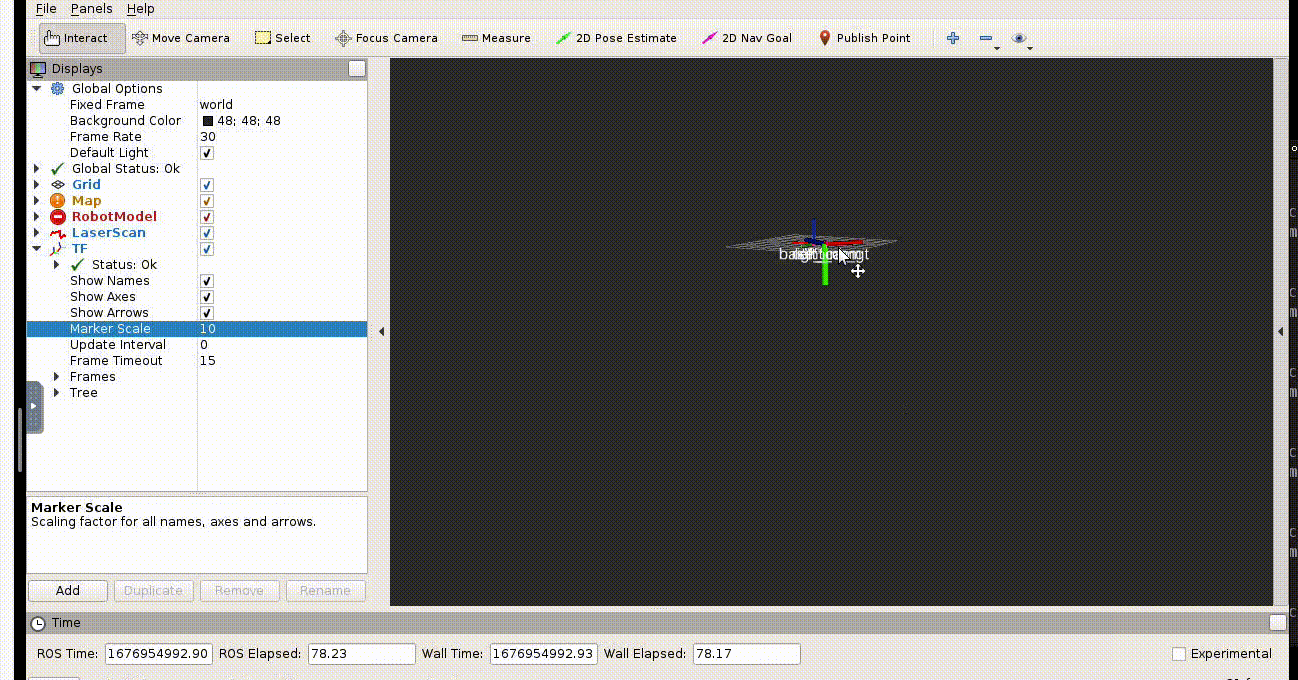 File Panels Help
Interact Move Camera Select Focus Camera Measure 2D Pose Estimate 2D Nav Goal Publish Point
Displays
Global Options
Fixed Frame world
Background Color 48; 48; 48
Frame Rate 30
Default Light
Global Status: Ok
Grid
Map
RobotModel
LaserScan
TF
Status: Ok
Show Names
Show Axes
Show Arrows
Marker Scale 10
Update Interval 0
Frame Timeout 15
Frames
Tree
Marker Scale
Scaling factor for all names, axes and arrows.
Add Duplicate Remove Rename
Time
ROS Time: 1676954992.90 ROS Elapsed: 78.23 Wall Time: 1676954992.93 Wall Elapsed: 78.17 Experimental